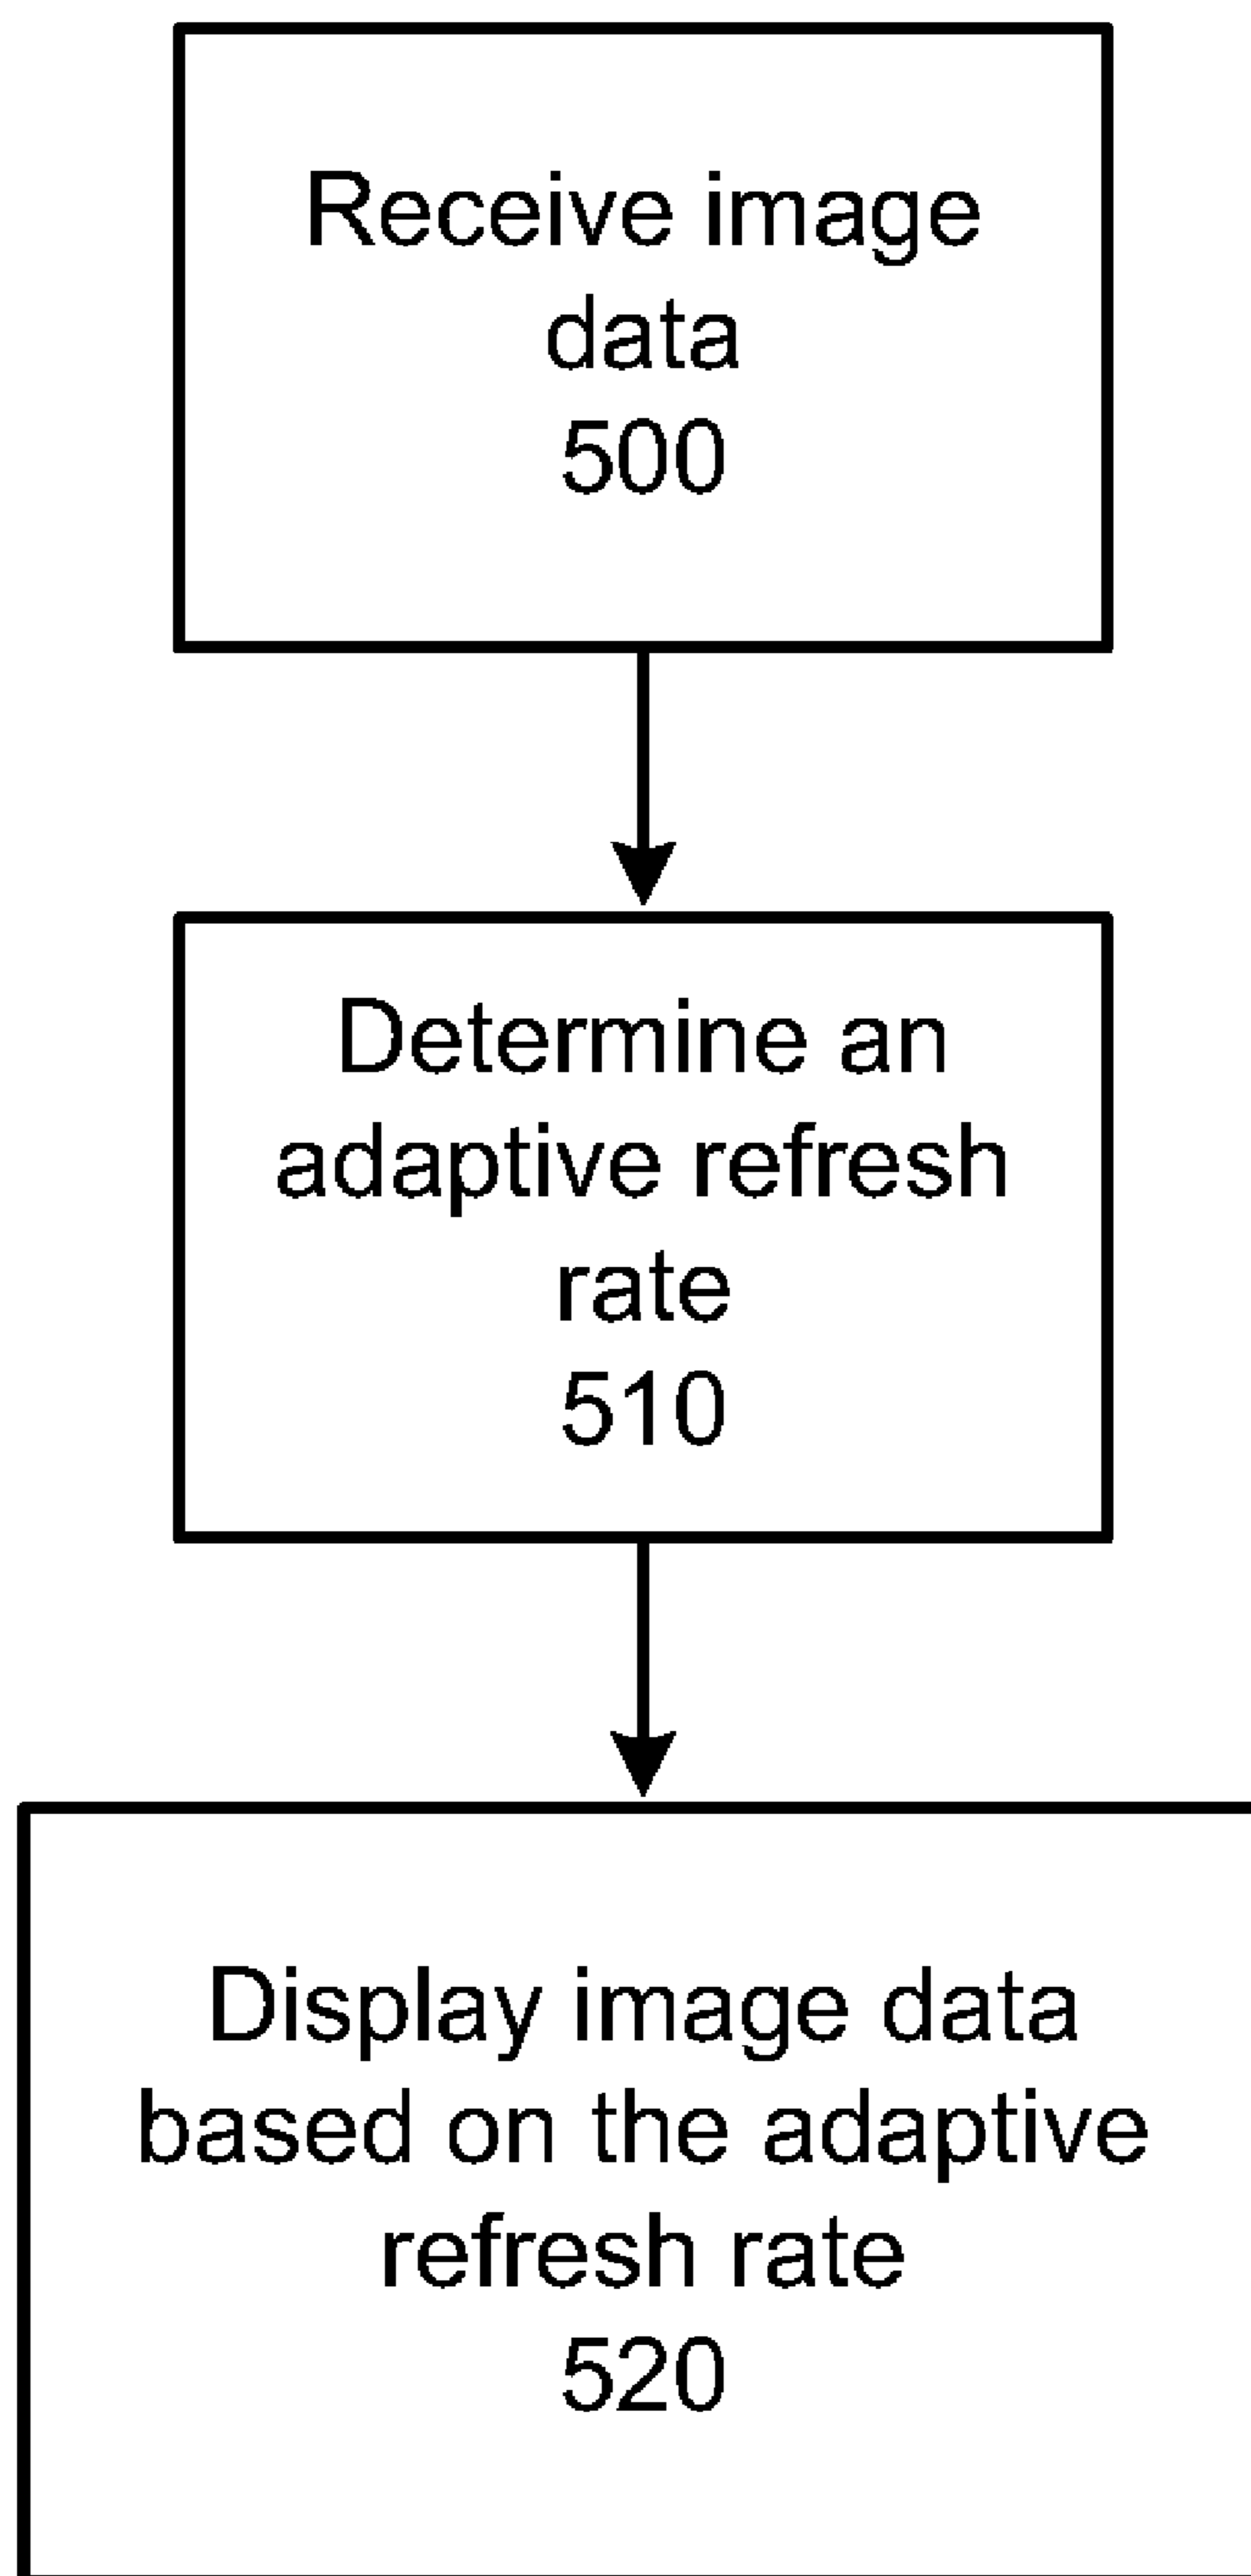 Receive image
data
500
Determine an
adaptive refresh
rate
510
Display image data
based on the adaptive
refresh rate
520